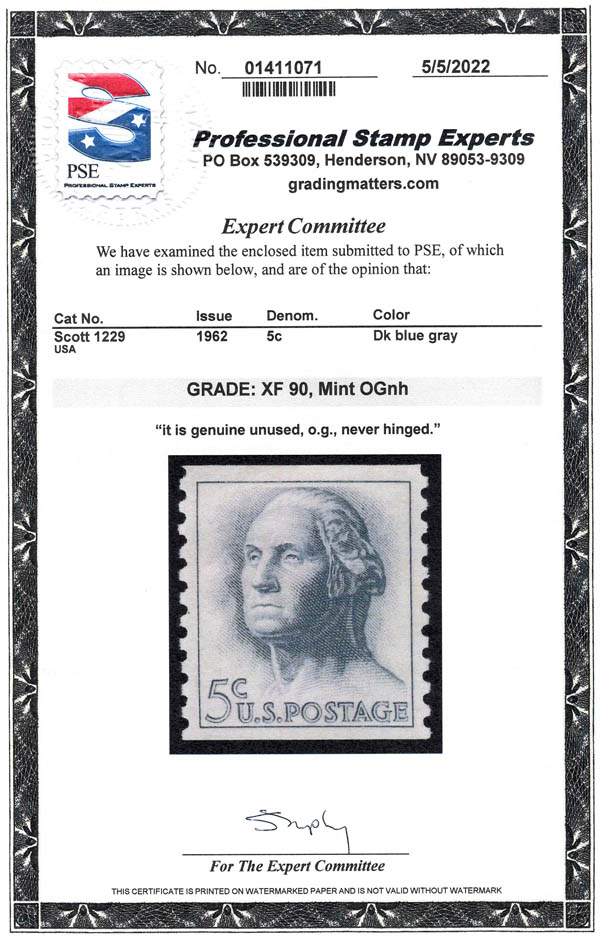 No. 01411071 5/5/2022
PSE
PROFESSIONAL STAMP EXPERTS
Professional Stamp Experts
PO Box 539309, Henderson, NV 89053-9309
gradingmatters.com
Expert Committee
We have examined the enclosed item submitted to PSE, of which
an image is shown below, and are of the opinion that:
Cat No. Issue Denom. Color
Scott 1229 1962 5c Dk blue gray
USA
GRADE: XF 90, Mint OGnh
“it is genuine unused, o.g., never hinged.”
5c U.S. POSTAGE
For The Expert Committee
THIS CERTIFICATE IS PRINTED ON WATERMARKED PAPER AND IS NOT VALID WITHOUT WATERMARK